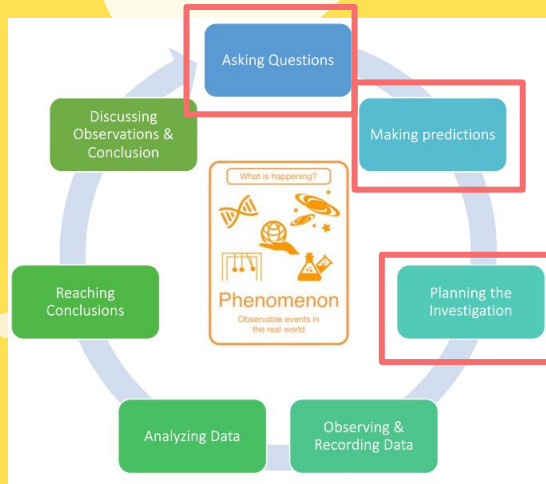 Asking Questions
Making predictions
Planning the
Investigation
Observing &
Recording Data
Analyzing Data
Reaching
Conclusions
Discussing
Observations &
Conclusion
What is happening?
Phenomenon
Observable events in
the real world